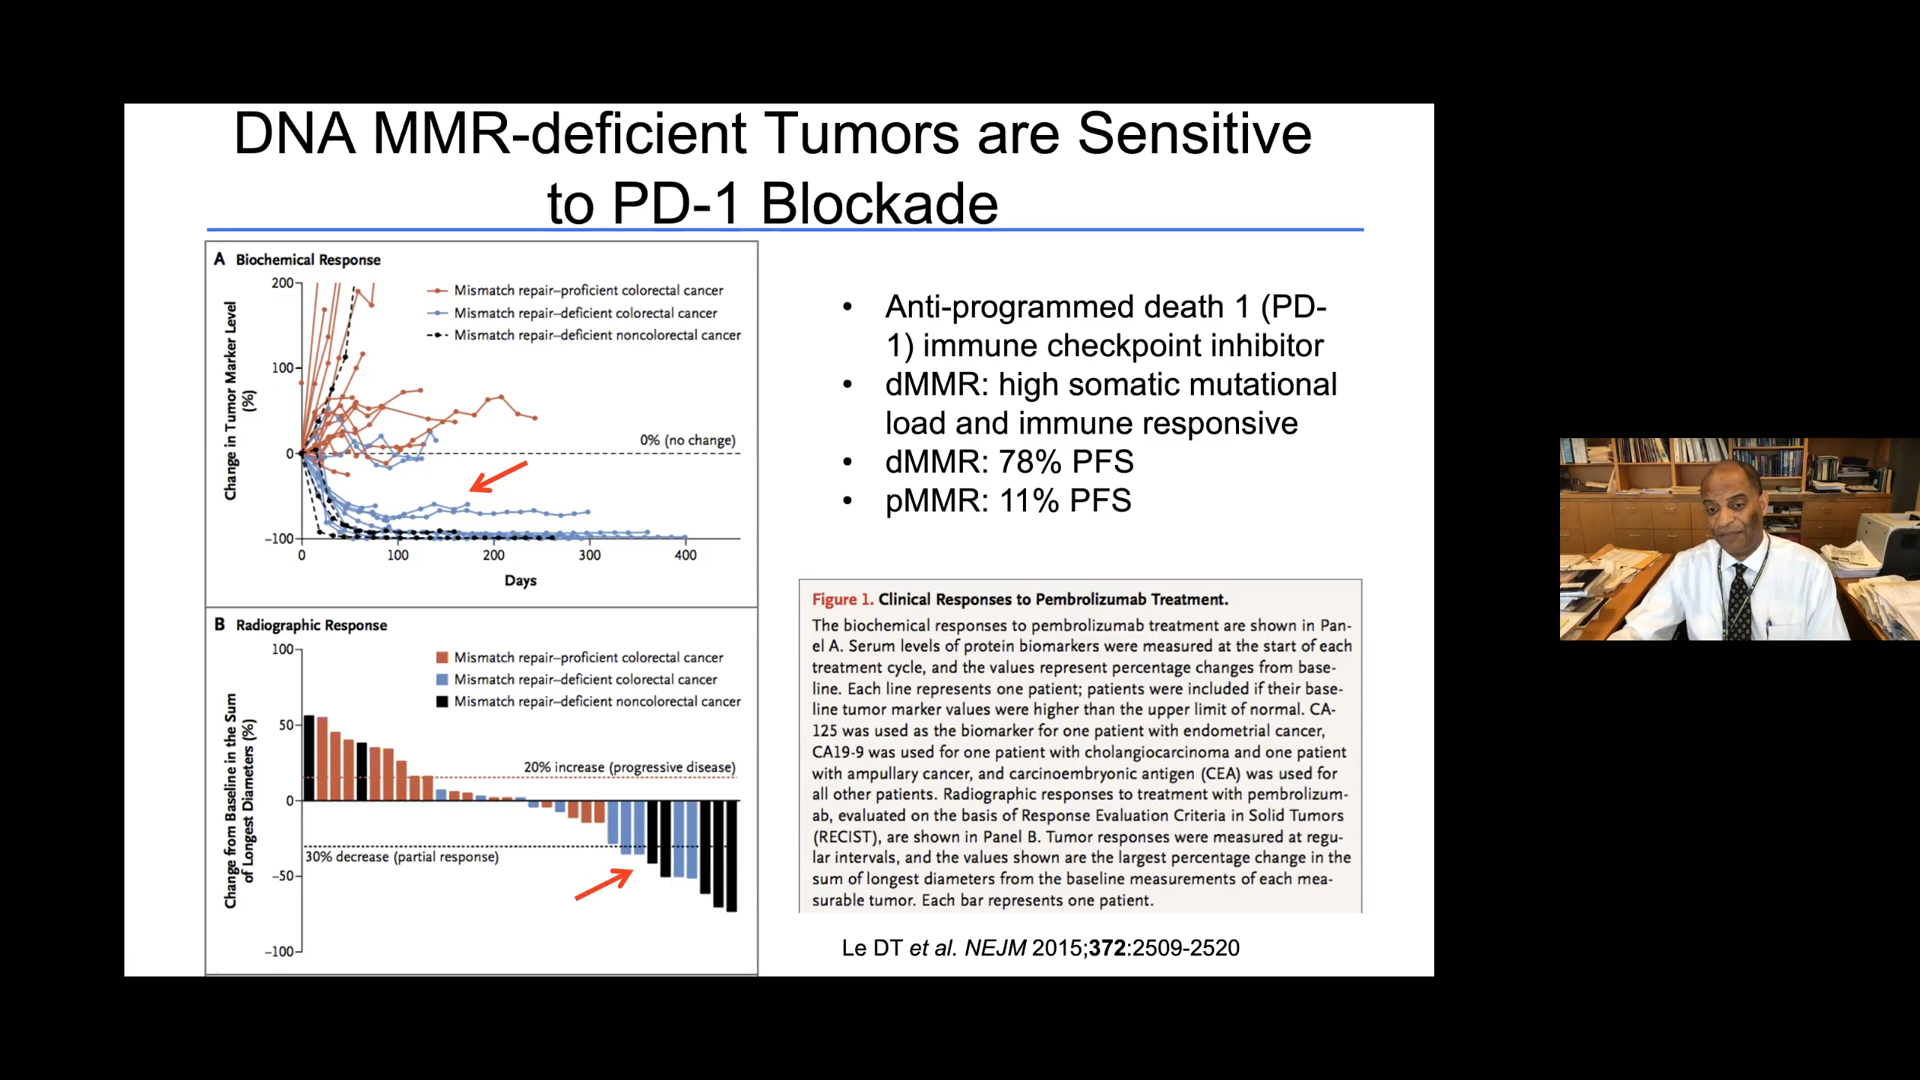 DNA MMR-deficient Tumors are Sensitive
to PD-1 Blockade
A Biochemical Response
Change in Tumor Marker Level
(%)
200
100
0
−100
Mismatch repair–proficient colorectal cancer
Mismatch repair–deficient colorectal cancer
Mismatch repair–deficient noncolorectal cancer
0% (no change)
0 100 200 300 400
Days
B Radiographic Response
Change from Baseline in the Sum
of Longest Diameters (%)
100
50
0
−50
−100
Mismatch repair–proficient colorectal cancer
Mismatch repair–deficient colorectal cancer
Mismatch repair–deficient noncolorectal cancer
20% increase (progressive disease)
30% decrease (partial response)
• Anti-programmed death 1 (PD-
1) immune checkpoint inhibitor
• dMMR: high somatic mutational
load and immune responsive
• dMMR: 78% PFS
• pMMR: 11% PFS
Figure 1. Clinical Responses to Pembrolizumab Treatment.
The biochemical responses to pembrolizumab treatment are shown in Pan-
el A. Serum levels of protein biomarkers were measured at the start of each
treatment cycle, and the values represent percentage changes from base-
line. Each line represents one patient; patients were included if their base-
line tumor marker values were higher than the upper limit of normal. CA-
125 was used as the biomarker for one patient with endometrial cancer,
CA19-9 was used for one patient with cholangiocarcinoma and one patient
with ampullary cancer, and carcinoembryonic antigen (CEA) was used for
all other patients. Radiographic responses to treatment with pembrolizum-
ab, evaluated on the basis of Response Evaluation Criteria in Solid Tumors
(RECIST), are shown in Panel B. Tumor responses were measured at regu-
lar intervals, and the values shown are the largest percentage change in the
sum of longest diameters from the baseline measurements of each mea-
surable tumor. Each bar represents one patient.
Le DT et al. NEJM 2015;372:2509-2520